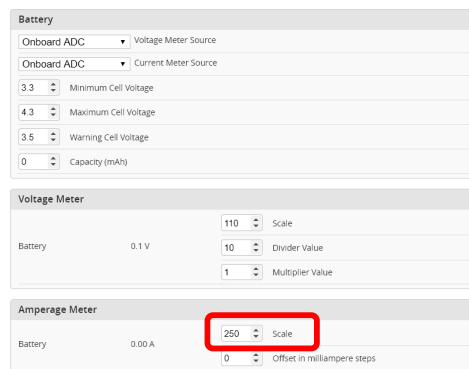 Battery
Onboard ADC Voltage Meter Source
Onboard ADC Current Meter Source
3.3 Minimum Cell Voltage
4.3 Maximum Cell Voltage
3.5 Warning Cell Voltage
0 Capacity (mAh)
Voltage Meter
110 Scale
Battery 0.1 V 10 Divider Value
1 Multiplier Value
Amperage Meter
250 Scale
Battery 0.00 A
0 Offset in milliampere steps